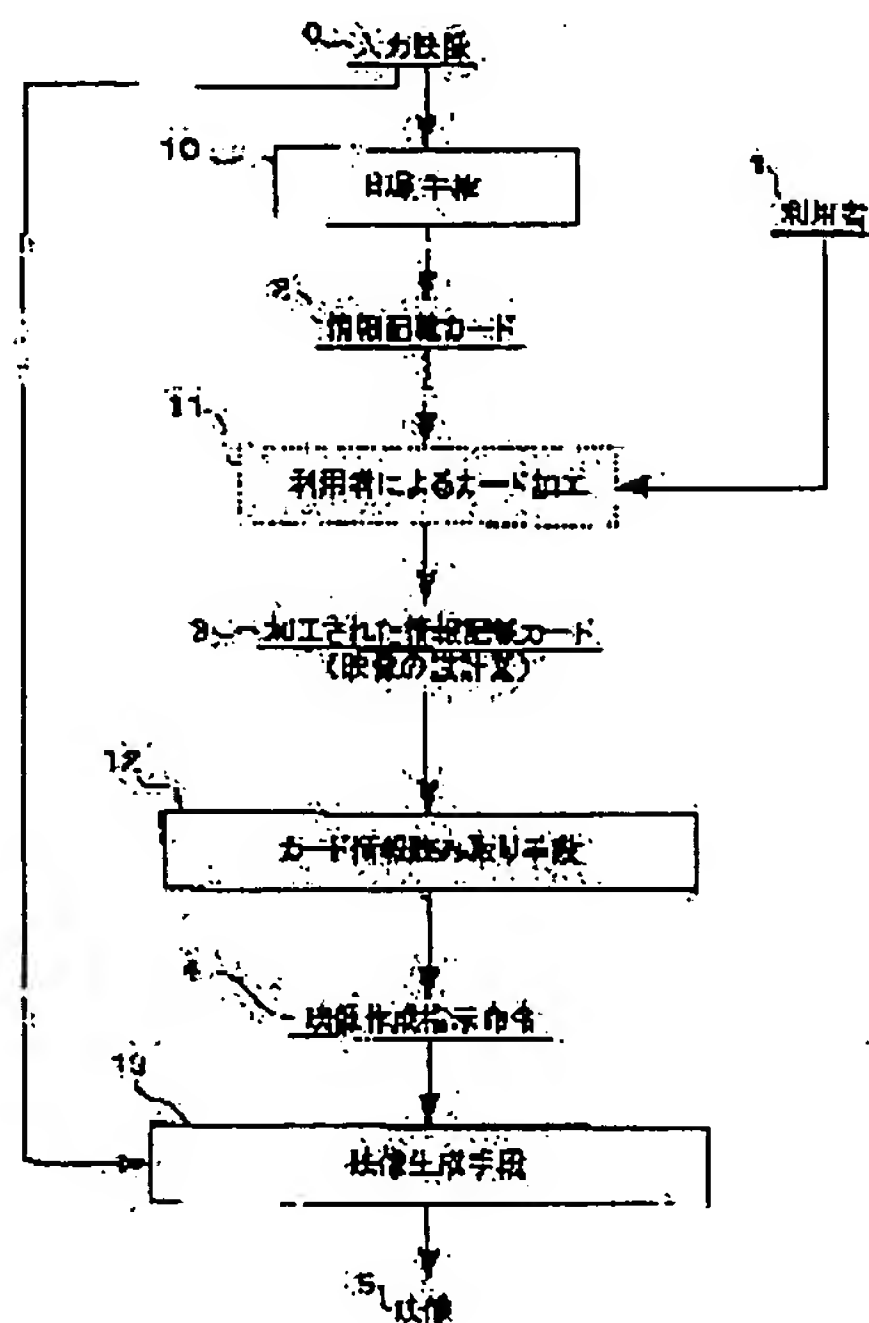 0 入力映像
10
印刷手段
1
利用者
2 情報記載カード
11
利用者によるカード加工
3 加工された情報記載カード
(映像の設計図)
12
カード情報読み取り手段
4 映像作成指示命令
13
映像生成手段
5 映像